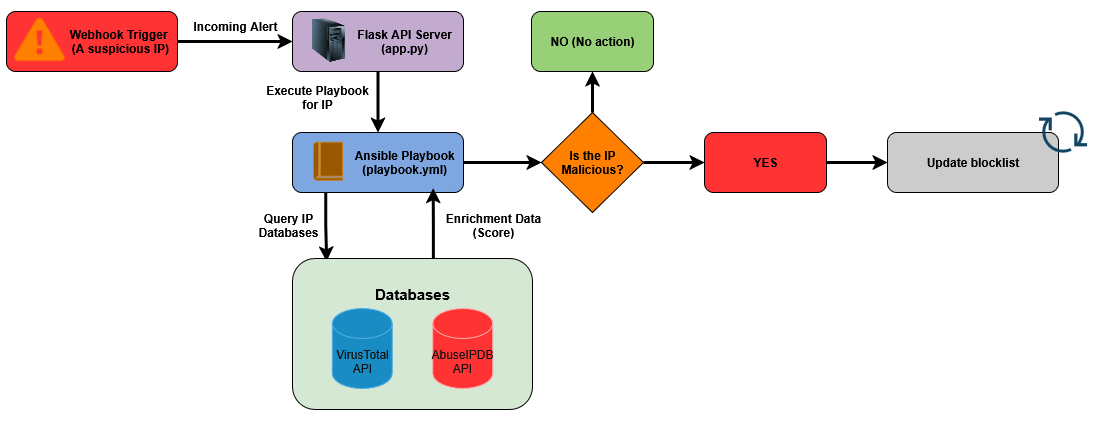 Webhook Trigger
(A suspicious IP)
Incoming Alert
Flask API Server
(app.py)
NO (No action)
Execute Playbook
for IP
Ansible Playbook
(playbook.yml)
Is the IP
Malicious?
YES
Update blocklist
Query IP
Databases
Enrichment Data
(Score)
Databases
VirusTotal
API
AbuseIPDB
API